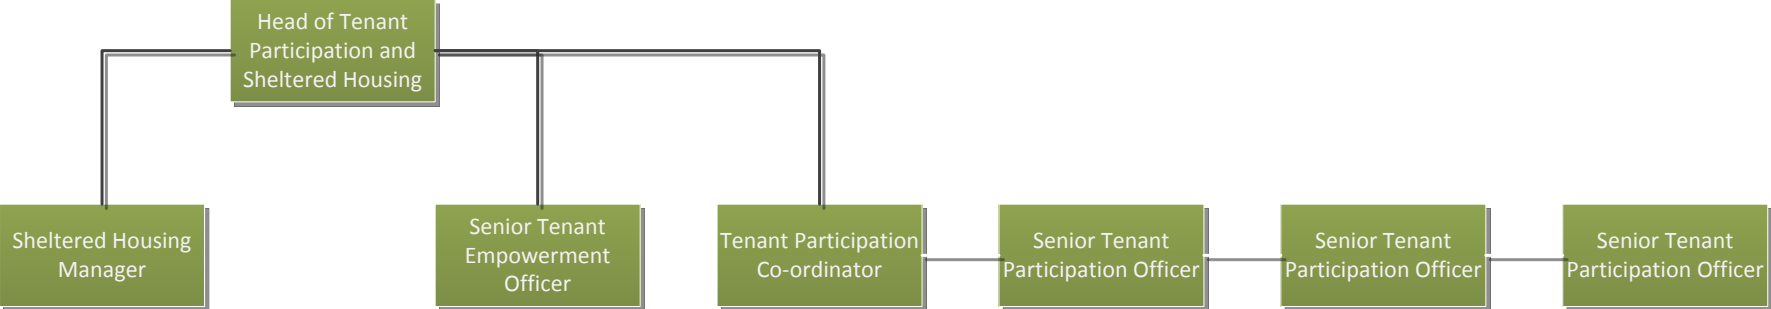 Head of Tenant
Participation and
Sheltered Housing
Sheltered Housing
Manager
Senior Tenant
Empowerment
Officer
Tenant Participation
Co-ordinator
Senior Tenant
Participation Officer
Senior Tenant
Participation Officer
Senior Tenant
Participation Officer